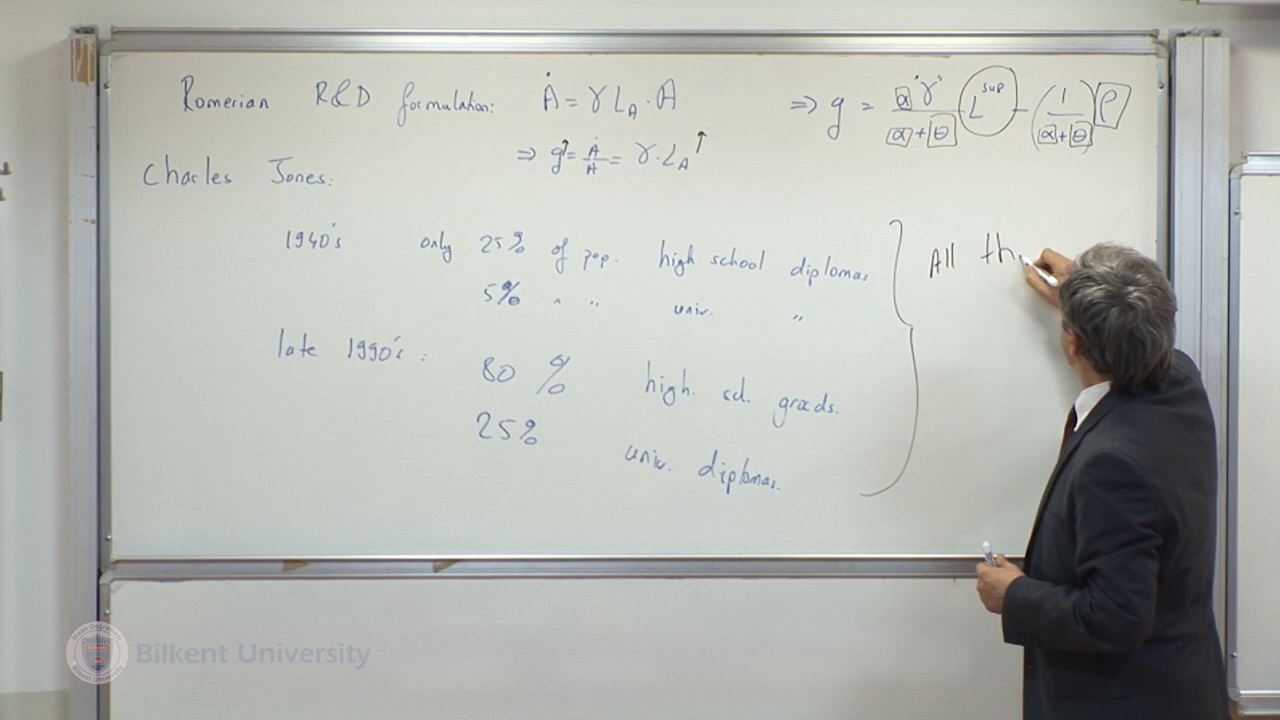 Romerian R&D formulation: Ȧ = γ L_A · A ⇒ g = α "γ" / (α + θ) L^sup − (1 / (α + θ)) ρ
⇒ g↑ = Ȧ/A = γ · L_A ↑
Charles Jones:
1940's only 25% of pop. high school diplomas
5% " " univ. "
All th
late 1990's : 80 % high. sch. grads.
25% univ. diplomas.
Bilkent University